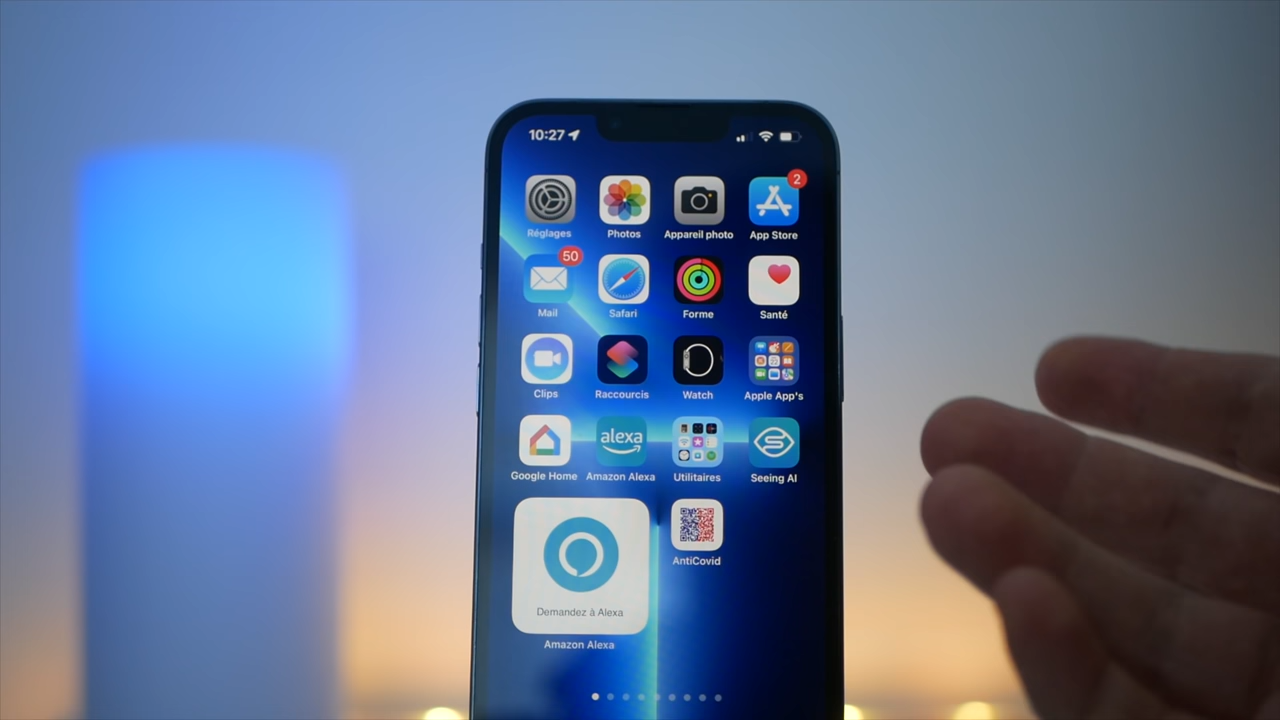 10:27
2
Réglages Photos Appareil photo App Store
50
Mail Safari Forme Santé
Clips Raccourcis Watch Apple App's
alexa
Google Home Amazon Alexa Utilitaires Seeing AI
AntiCovid
Demandez à Alexa
Amazon Alexa